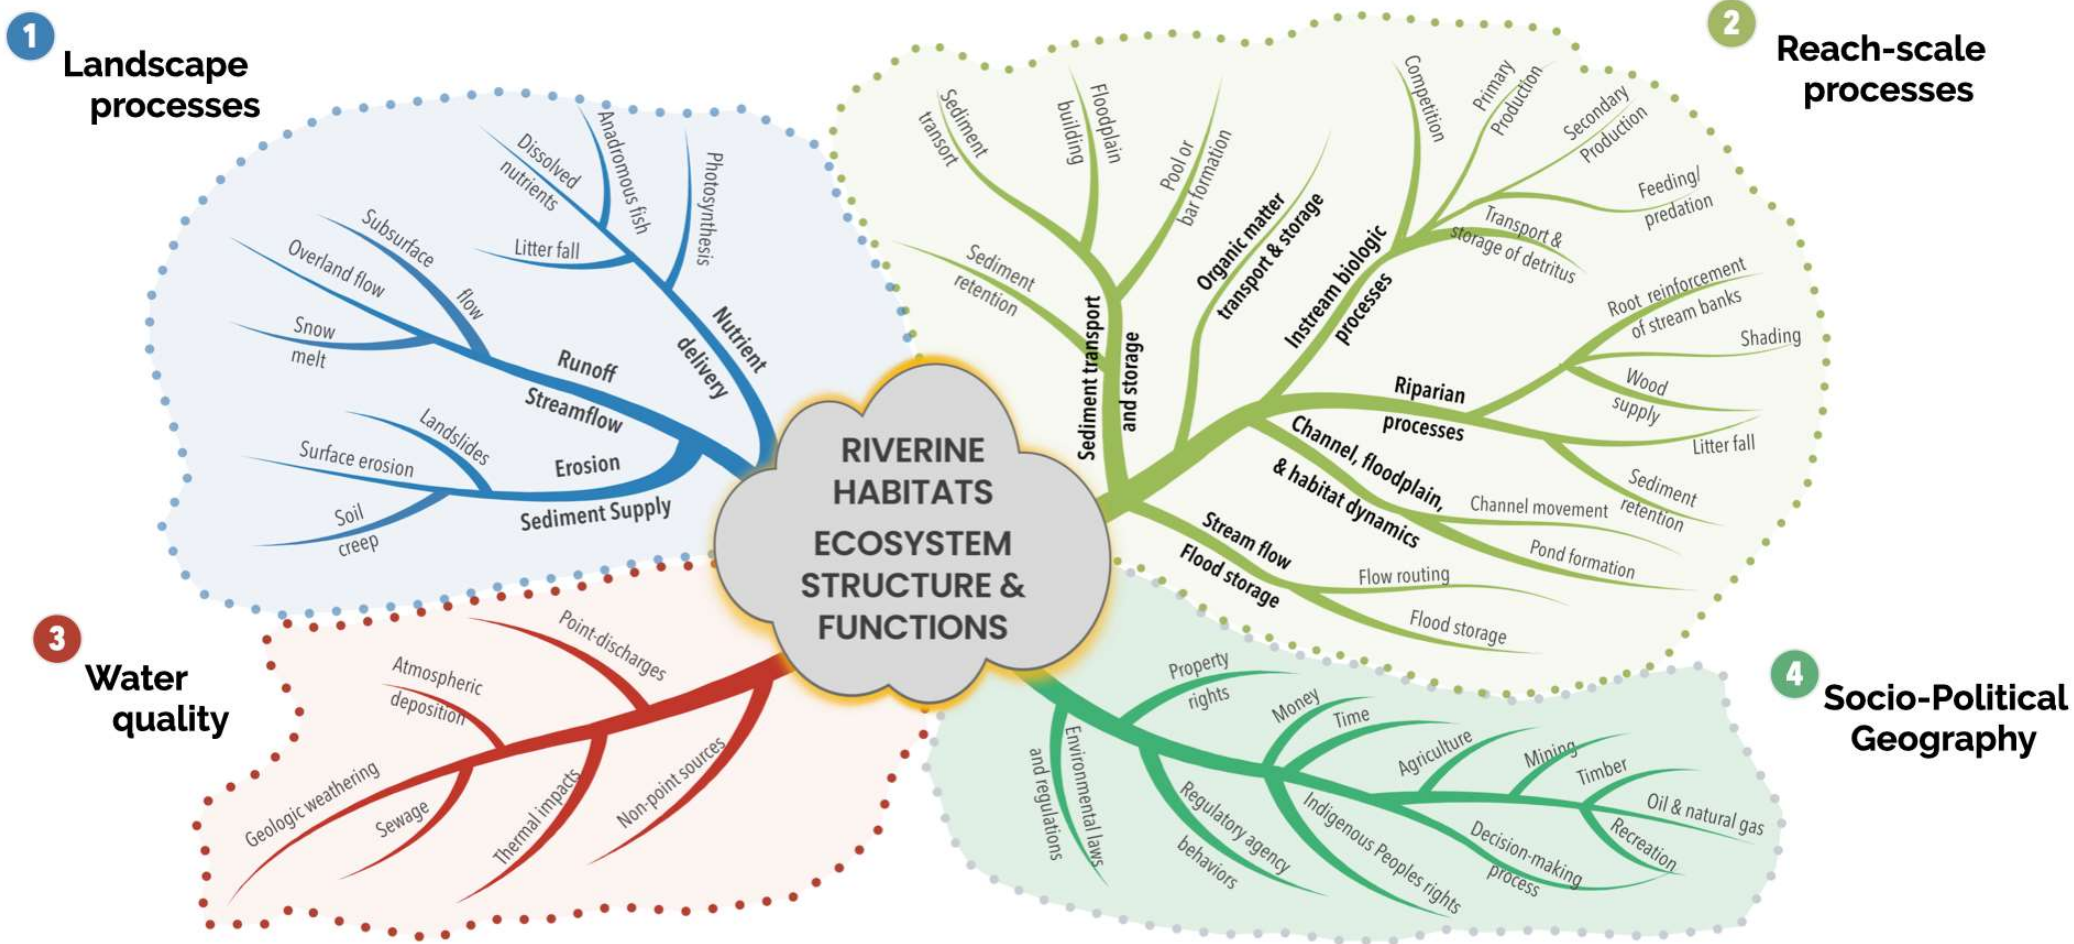 1
Landscape
processes
Dissolved
nutrients
Anadromous fish
Photosynthesis
Litter fall
Nutrient
delivery
Subsurface
flow
Overland flow
Snow
melt
Runoff
Streamflow
Landslides
Surface erosion
Soil
creep
Erosion
Sediment Supply
2
Reach-scale
processes
Sediment
transort
Floodplain
building
Pool or
bar formation
Sediment
retention
Sediment transport
and storage
Organic matter
transport & storage
Instream biologic
processes
Competition
Primary
Production
Secondary
Production
Feeding/
predation
Transport &
storage of detritus
Riparian
processes
Root reinforcement
of stream banks
Shading
Wood
supply
Litter fall
Sediment
retention
Channel, floodplain,
& habitat dynamics
Channel movement
Pond formation
Stream flow
Flood storage
Flow routing
Flood storage
RIVERINE
HABITATS
ECOSYSTEM
STRUCTURE &
FUNCTIONS
3
Water
quality
Point-discharges
Atmospheric
deposition
Geologic weathering
Sewage
Thermal impacts
Non-point sources
4
Socio-Political
Geography
Property
rights
Money
Time
Agriculture
Mining
Timber
Oil & natural gas
Recreation
Decision-making
process
Indigenous Peoples rights
Regulatory agency
behaviors
Environmental laws
and regulations